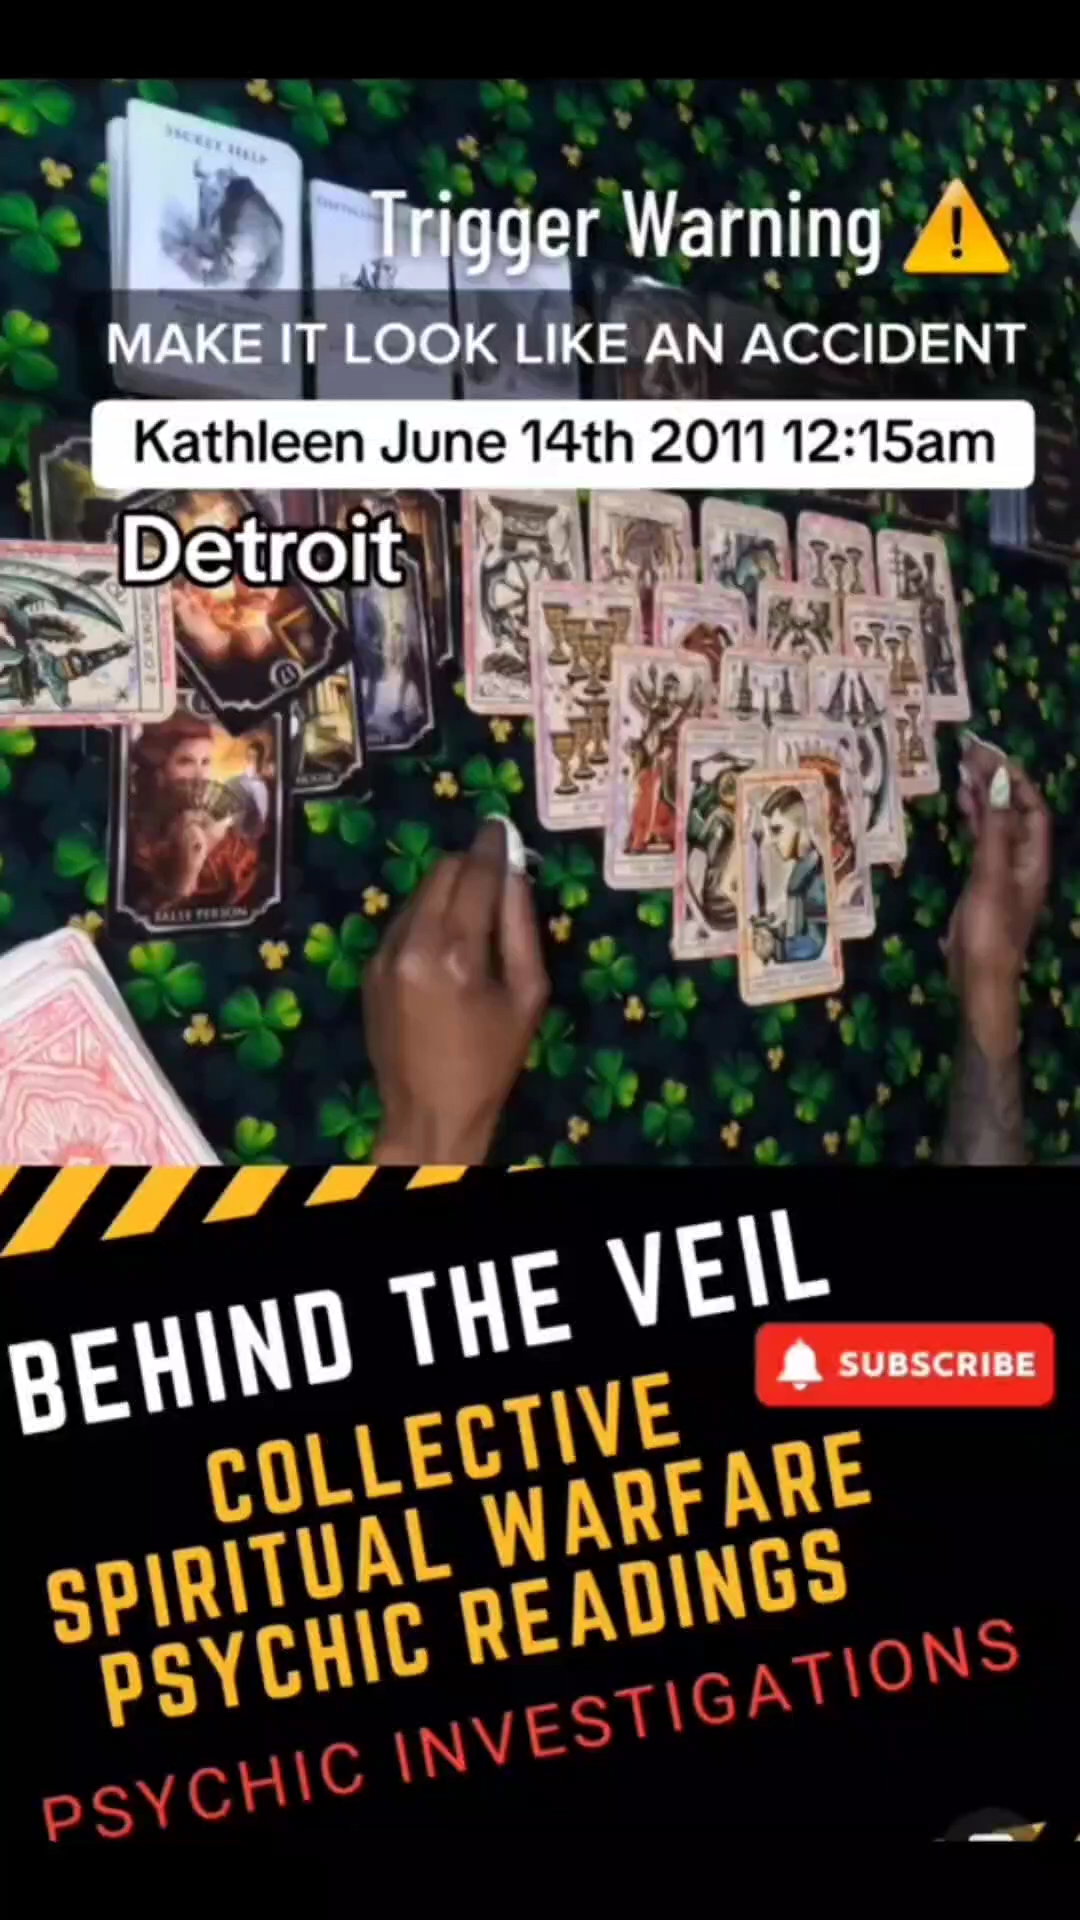 SECRET HELP
Trigger Warning ⚠️
MAKE IT LOOK LIKE AN ACCIDENT
Kathleen June 14th 2011 12:15am
Detroit
FALSE PERSON
BEHIND THE VEIL
SUBSCRIBE
COLLECTIVE
SPIRITUAL WARFARE
PSYCHIC READINGS
PSYCHIC INVESTIGATIONS